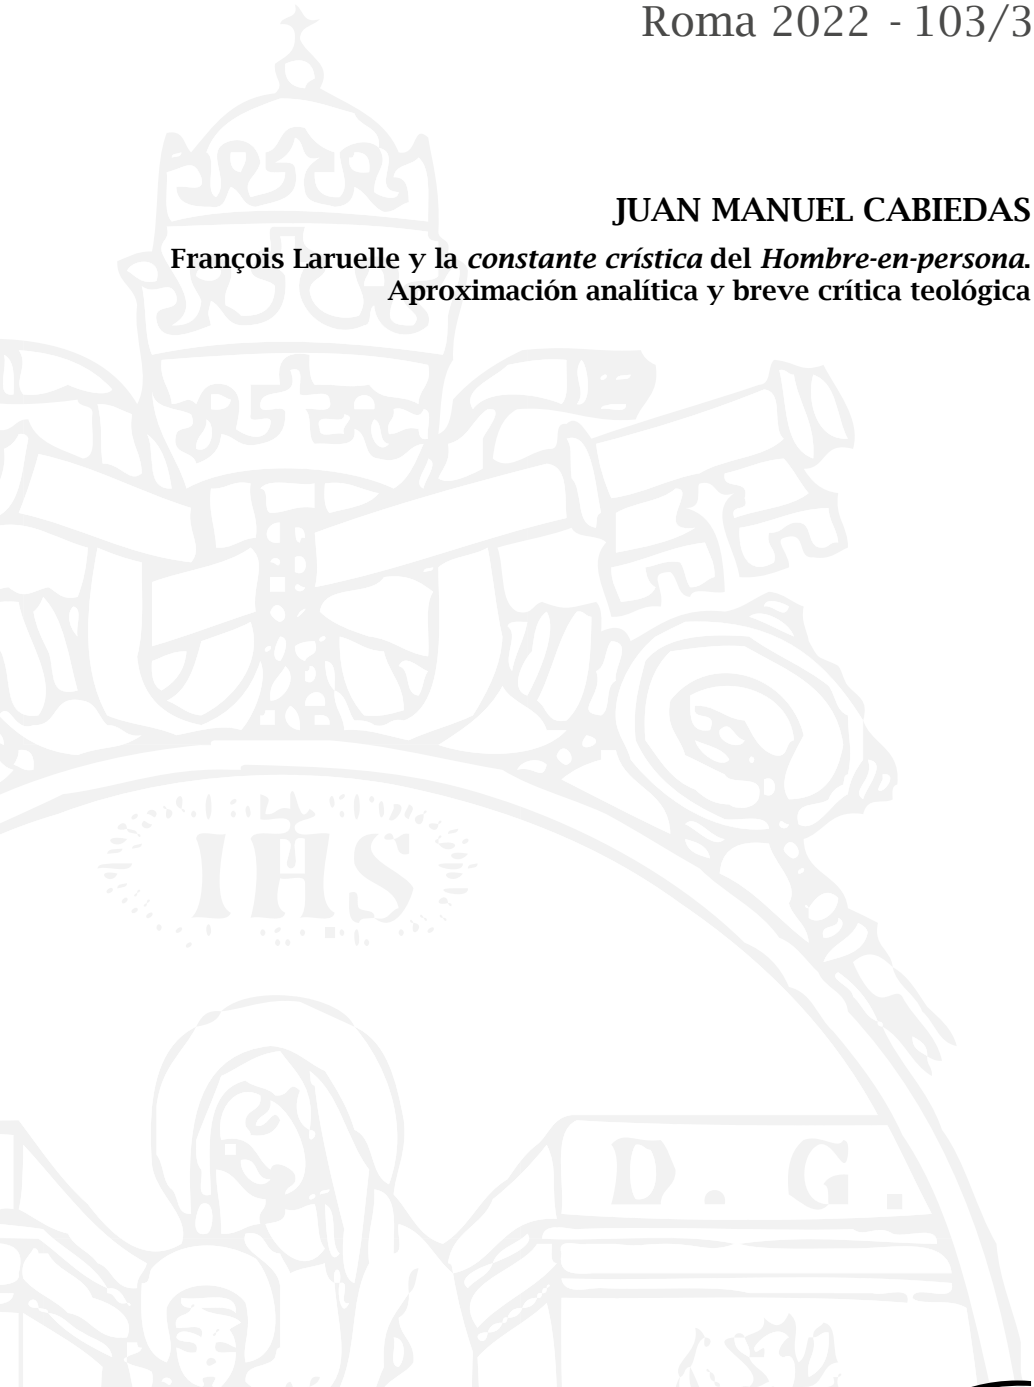 Roma 2022 - 103/3
JUAN MANUEL CABIEDAS
François Laruelle y la constante crística del Hombre-en-persona.
Aproximación analítica y breve crítica teológica
IHS
D. G.